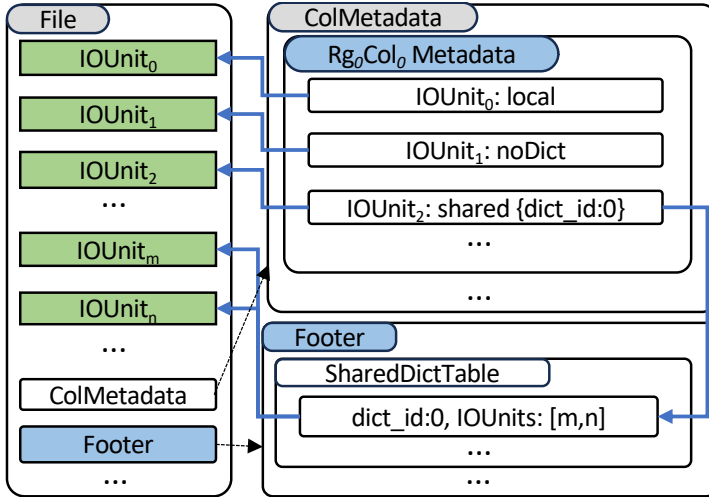 File
IOUnit₀
IOUnit₁
IOUnit₂
...
IOUnitₘ
IOUnitₙ
...
ColMetadata
Footer
...
ColMetadata
Rg₀Col₀ Metadata
IOUnit₀: local
IOUnit₁: noDict
IOUnit₂: shared {dict_id:0}
...
...
Footer
SharedDictTable
dict_id:0, IOUnits: [m,n]
...
...